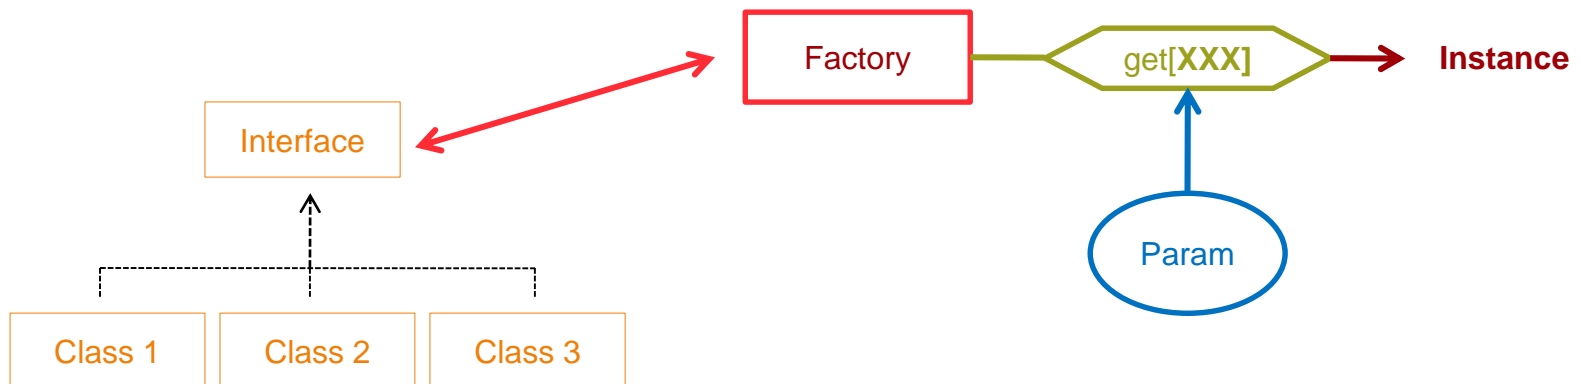 Factory
get[XXX]
Instance
Interface
Param
Class 1
Class 2
Class 3